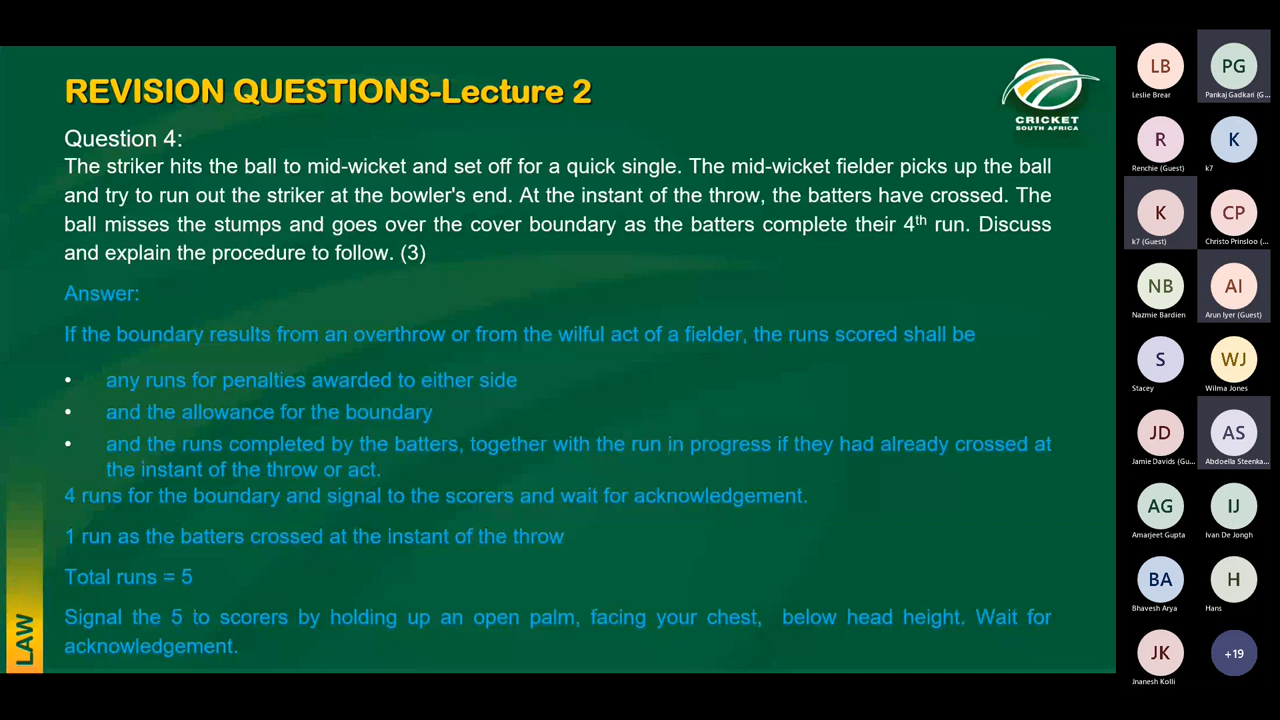 REVISION QUESTIONS-Lecture 2
CRICKET
SOUTH AFRICA
Question 4:
The striker hits the ball to mid-wicket and set off for a quick single. The mid-wicket fielder picks up the ball
and try to run out the striker at the bowler's end. At the instant of the throw, the batters have crossed. The
ball misses the stumps and goes over the cover boundary as the batters complete their 4th run. Discuss
and explain the procedure to follow. (3)
Answer:
If the boundary results from an overthrow or from the wilful act of a fielder, the runs scored shall be
• any runs for penalties awarded to either side
• and the allowance for the boundary
• and the runs completed by the batters, together with the run in progress if they had already crossed at
the instant of the throw or act.
4 runs for the boundary and signal to the scorers and wait for acknowledgement.
1 run as the batters crossed at the instant of the throw
Total runs = 5
Signal the 5 to scorers by holding up an open palm, facing your chest, below head height. Wait for
acknowledgement.
LAW
LB
Leslie Brear
PG
Pankaj Gadkari (G...
R
Renchie (Guest)
K
k7
K
k7 (Guest)
CP
Christo Prinsloo (...
NB
Nazmie Bardien
AI
Arun Iyer (Guest)
S
Stacey
WJ
Wilma Jones
JD
Jamie Davids (Gu...
AS
Abdoella Steenka...
AG
Amarjeet Gupta
IJ
Ivan De Jongh
BA
Bhavesh Arya
H
Hans
JK
Jnanesh Kolli
+19